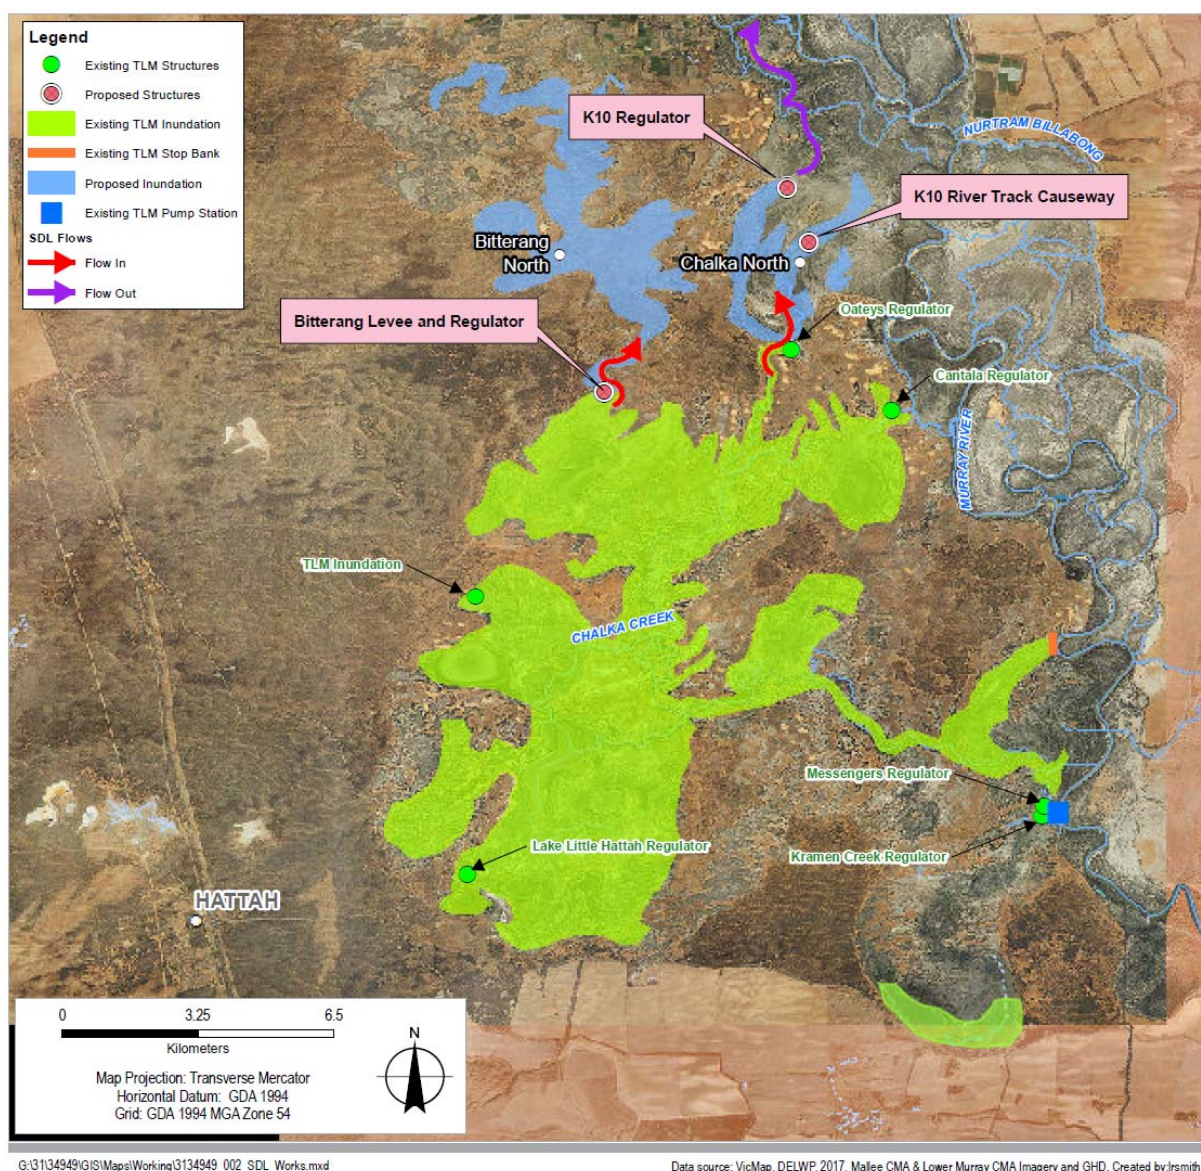 Legend
Existing TLM Structures
Proposed Structures
Existing TLM Inundation
Existing TLM Stop Bank
Proposed Inundation
Existing TLM Pump Station
SDL Flows
Flow In
Flow Out
K10 Regulator
NURTRAM BILLABONG
K10 River Track Causeway
Bitterang
North
Chalka North
Bitterang Levee and Regulator
Oateys Regulator
Cantala Regulator
MURRAY RIVER
TLM Inundation
CHALKA CREEK
Messengers Regulator
Lake Little Hattah Regulator
Kramen Creek Regulator
HATTAH
0 3.25 6.5
Kilometers
N
Map Projection: Transverse Mercator
Horizontal Datum: GDA 1994
Grid: GDA 1994 MGA Zone 54
G:\31\34949\GIS\Maps\Working\3134949_002_SDL_Works.mxd
Data source: VicMap, DELWP, 2017, Mallee CMA & Lower Murray CMA Imagery and GHD. Created by: